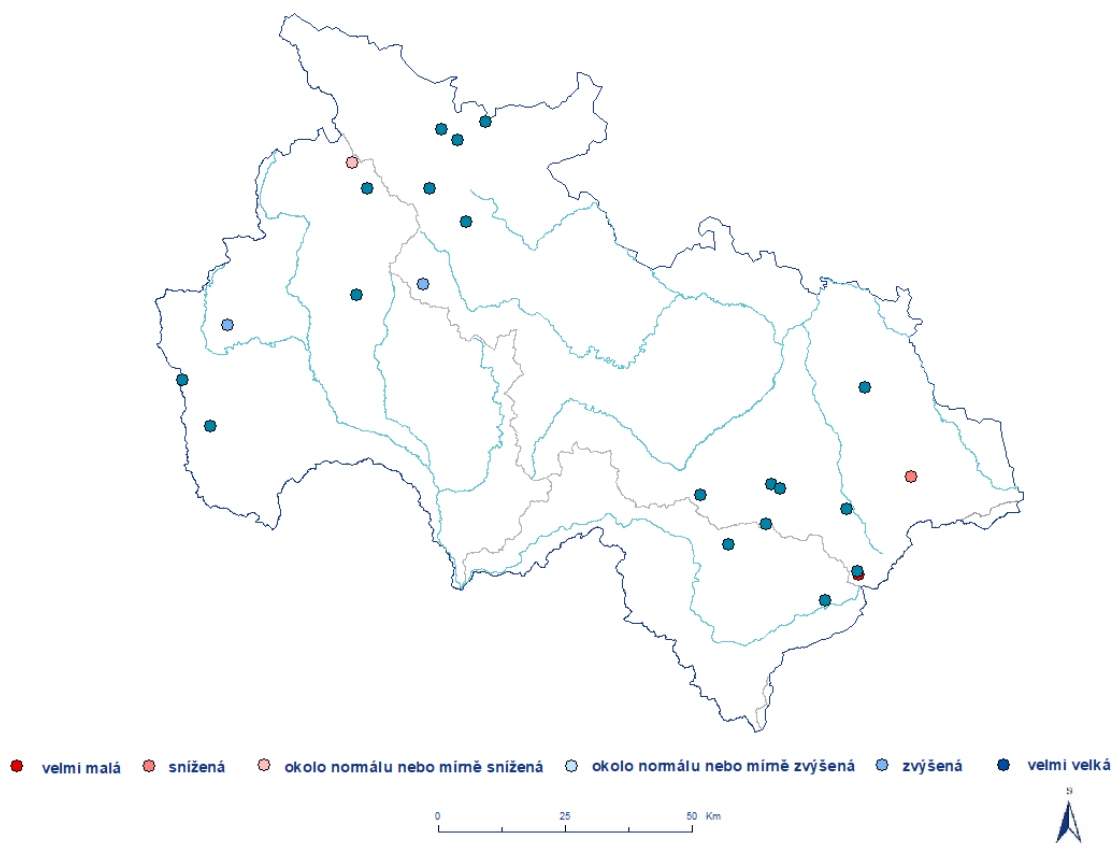 velmi malá snížená okolo normálu nebo mírně snížená okolo normálu nebo mírně zvýšená zvýšená velmi velká
0 25 50 Km
S